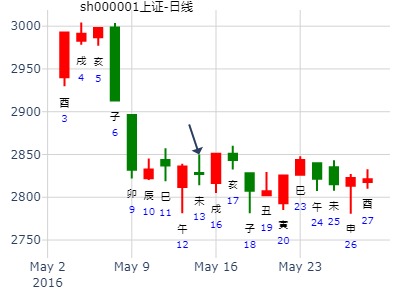 sh000001上证-日线
3000
2950
2900
2850
2800
2750
酉
3
戌
4
亥
5
子
6
卯
9
辰
10
巳
11
午
12
未
13
戌
16
亥
17
子
18
丑
19
寅
20
巳
23
午
24
未
25
申
26
酉
27
May 2
2016
May 9
May 16
May 23